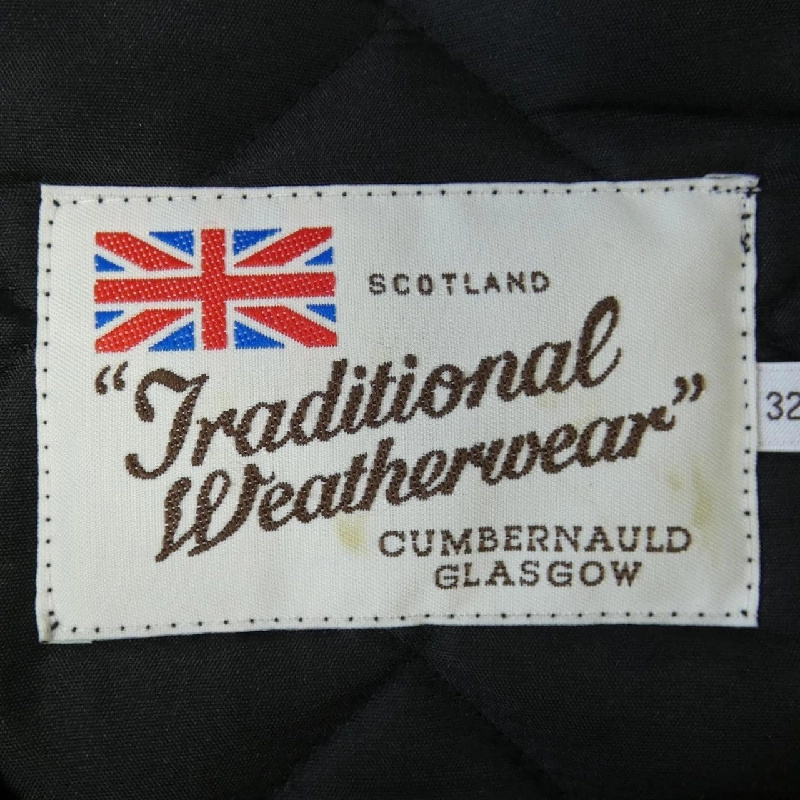 SCOTLAND
“Traditional
Weatherwear”
CUMBERNAULD
GLASGOW
32